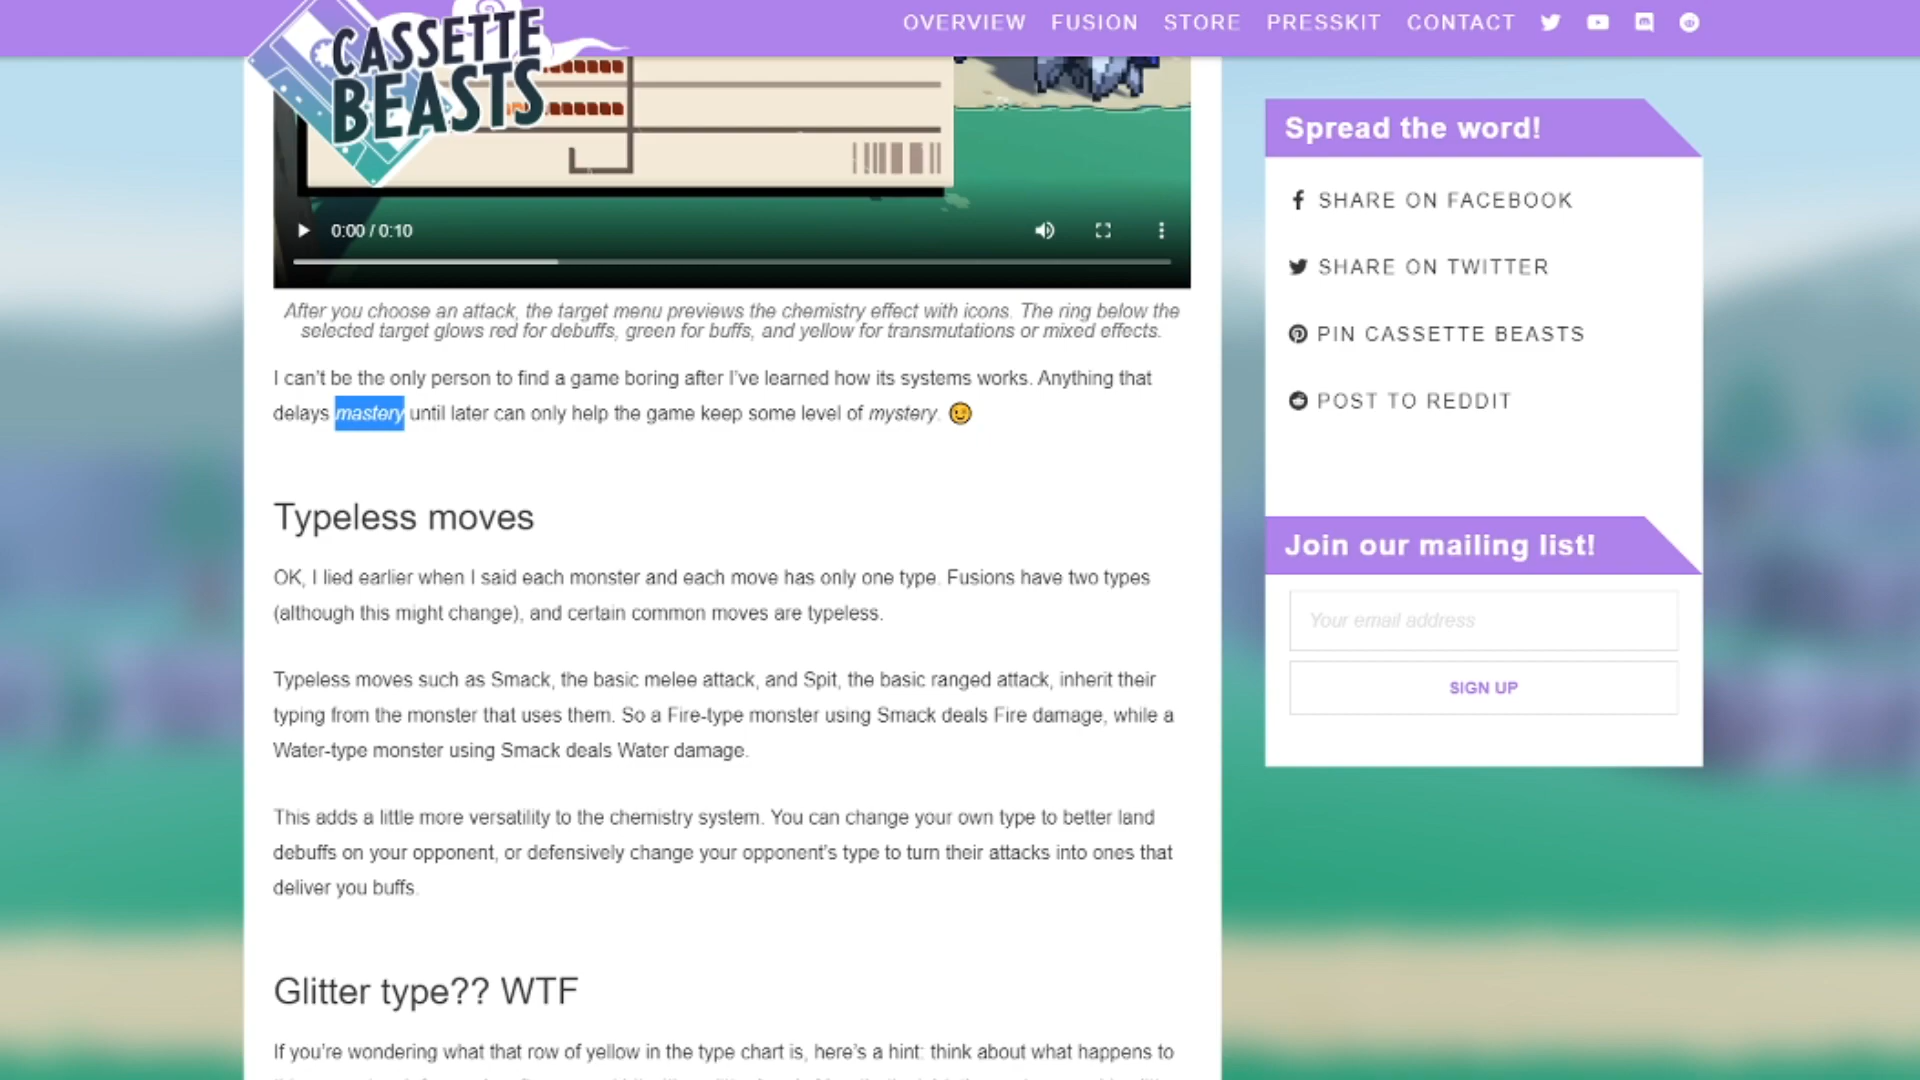 CASSETTE
BEASTS
OVERVIEW FUSION STORE PRESSKIT CONTACT
0:00 / 0:10
After you choose an attack, the target menu previews the chemistry effect with icons. The ring below the
selected target glows red for debuffs, green for buffs, and yellow for transmutations or mixed effects.
I can't be the only person to find a game boring after I've learned how its systems works. Anything that
delays mastery until later can only help the game keep some level of mystery. 😉
Typeless moves
OK, I lied earlier when I said each monster and each move has only one type. Fusions have two types
(although this might change), and certain common moves are typeless.
Typeless moves such as Smack, the basic melee attack, and Spit, the basic ranged attack, inherit their
typing from the monster that uses them. So a Fire-type monster using Smack deals Fire damage, while a
Water-type monster using Smack deals Water damage.
This adds a little more versatility to the chemistry system. You can change your own type to better land
debuffs on your opponent, or defensively change your opponent's type to turn their attacks into ones that
deliver you buffs.
Glitter type?? WTF
If you're wondering what that row of yellow in the type chart is, here's a hint: think about what happens to
Spread the word!
SHARE ON FACEBOOK
SHARE ON TWITTER
PIN CASSETTE BEASTS
POST TO REDDIT
Join our mailing list!
Your email address
SIGN UP